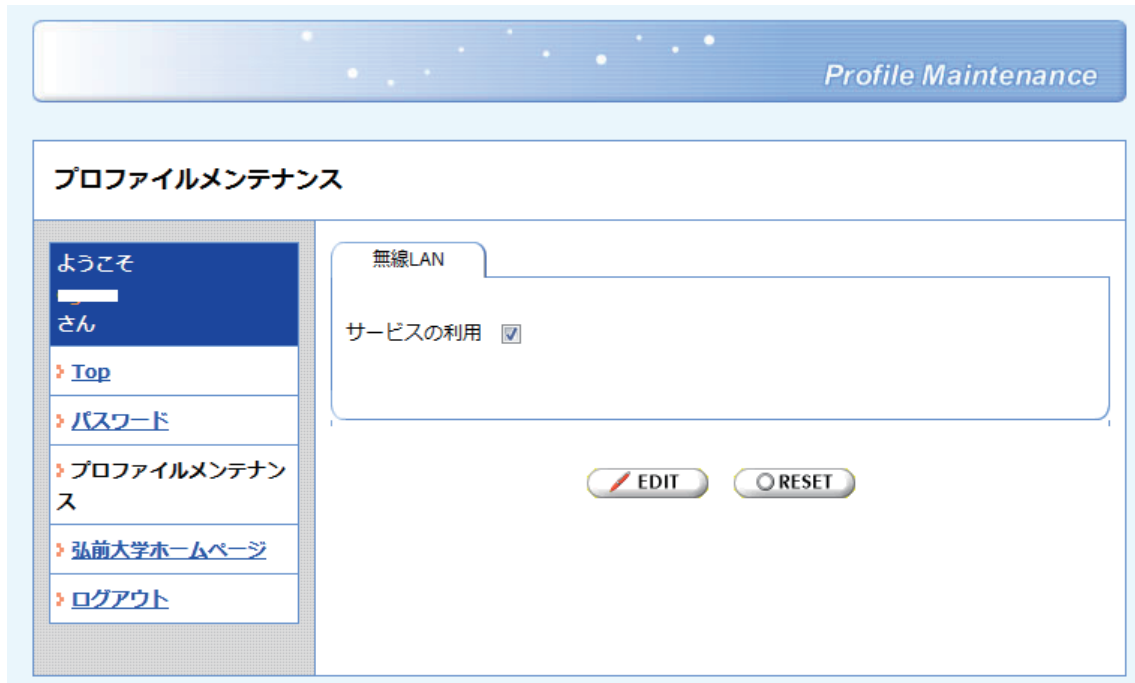 Profile Maintenance
プロファイルメンテナンス
ようこそ
さん
Top
パスワード
プロファイルメンテナン
ス
弘前大学ホームページ
ログアウト
無線LAN
サービスの利用
EDIT
RESET